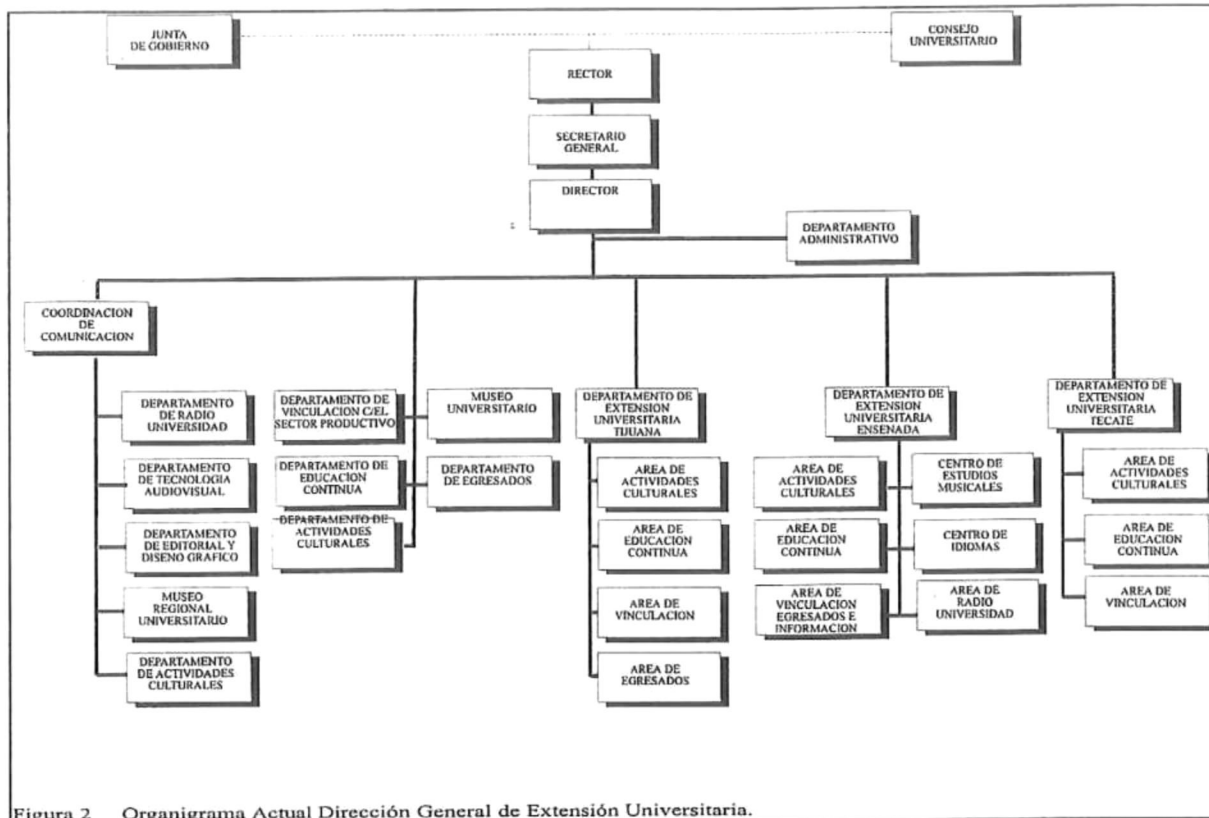 JUNTA
DE GOBIERNO
CONSEJO
UNIVERSITARIO
RECTOR
SECRETARIO
GENERAL
DIRECTOR
DEPARTAMENTO
ADMINISTRATIVO
COORDINACION
DE
COMUNICACION
DEPARTAMENTO
DE RADIO
UNIVERSIDAD
DEPARTAMENTO
DE TECNOLOGIA
AUDIOVISUAL
DEPARTAMENTO
DE EDITORIAL Y
DISENO GRAFICO
MUSEO
REGIONAL
UNIVERSITARIO
DEPARTAMENTO
DE ACTIVIDADES
CULTURALES
DEPARTAMENTO DE
VINCULACION C/EL
SECTOR PRODUCTIVO
MUSEO
UNIVERSITARIO
DEPARTAMENTO DE
EDUCACION
CONTINUA
DEPARTAMENTO
DE EGRESADOS
DEPARTAMENTO DE
ACTIVIDADES
CULTURALES
DEPARTAMENTO DE
EXTENSION
UNIVERSITARIA
TIJUANA
AREA DE
ACTIVIDADES
CULTURALES
AREA DE
EDUCACION
CONTINUA
AREA DE
VINCULACION
AREA DE
EGRESADOS
DEPARTAMENTO DE
EXTENSION
UNIVERSITARIA
ENSENADA
AREA DE
ACTIVIDADES
CULTURALES
CENTRO DE
ESTUDIOS
MUSICALES
AREA DE
EDUCACION
CONTINUA
CENTRO DE
IDIOMAS
AREA DE
VINCULACION
EGRESADOS E
INFORMACION
AREA DE
RADIO
UNIVERSIDAD
DEPARTAMENTO DE
EXTENSION
UNIVERSITARIA
TECATE
AREA DE
ACTIVIDADES
CULTURALES
AREA DE
EDUCACION
CONTINUA
AREA DE
VINCULACION
Figura 2 Organigrama Actual Dirección General de Extensión Universitaria.